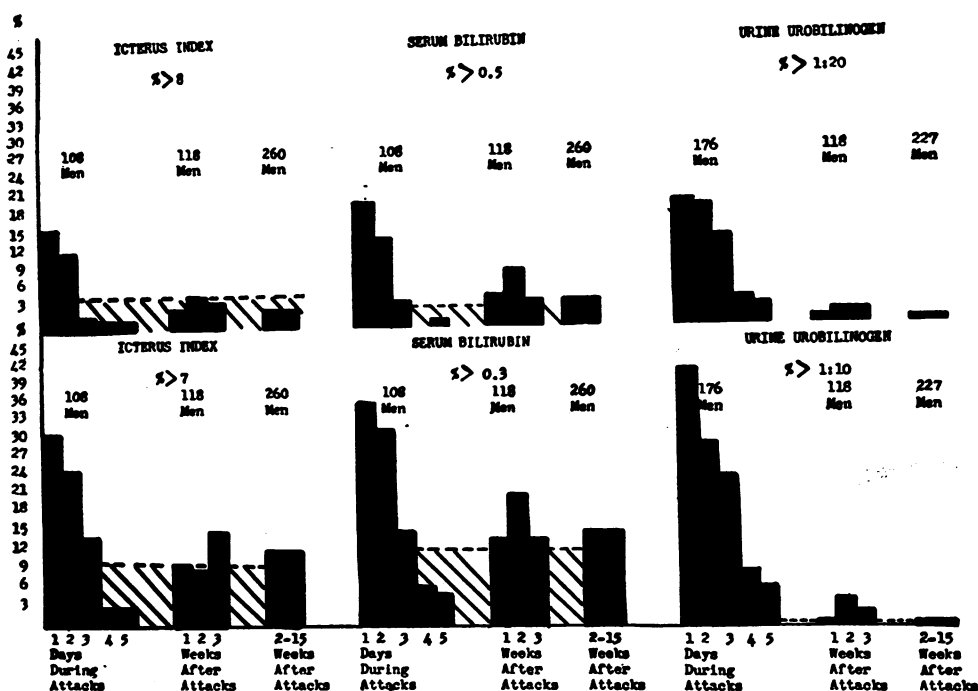 %
45
42
39
36
33
30
27
24
21
18
15
12
9
6
3
ICTERUS INDEX
%>8
108 Men
118 Men
260 Men
SERUM BILIRUBIN
%>0.5
108 Men
118 Men
260 Men
URINE UROBILINOGEN
%>1:20
176 Men
118 Men
227 Men
%
45
42
39
36
33
30
27
24
21
18
15
12
9
6
3
ICTERUS INDEX
%>7
108 Men
118 Men
260 Men
1 2 3 4 5
Days
During
Attacks
1 2 3
Weeks
After
Attacks
2-15
Weeks
After
Attacks
SERUM BILIRUBIN
%> 0.3
108 Men
118 Men
260 Men
1 2 3 4 5
Days
During
Attacks
1 2 3
Weeks
After
Attacks
2-15
Weeks
After
Attacks
URINE UROBILINOGEN
%> 1:10
176 Men
118 Men
227 Men
1 2 3 4 5
Days
During
Attacks
1 2 3
Weeks
After
Attacks
2-15
Weeks
After
Attacks